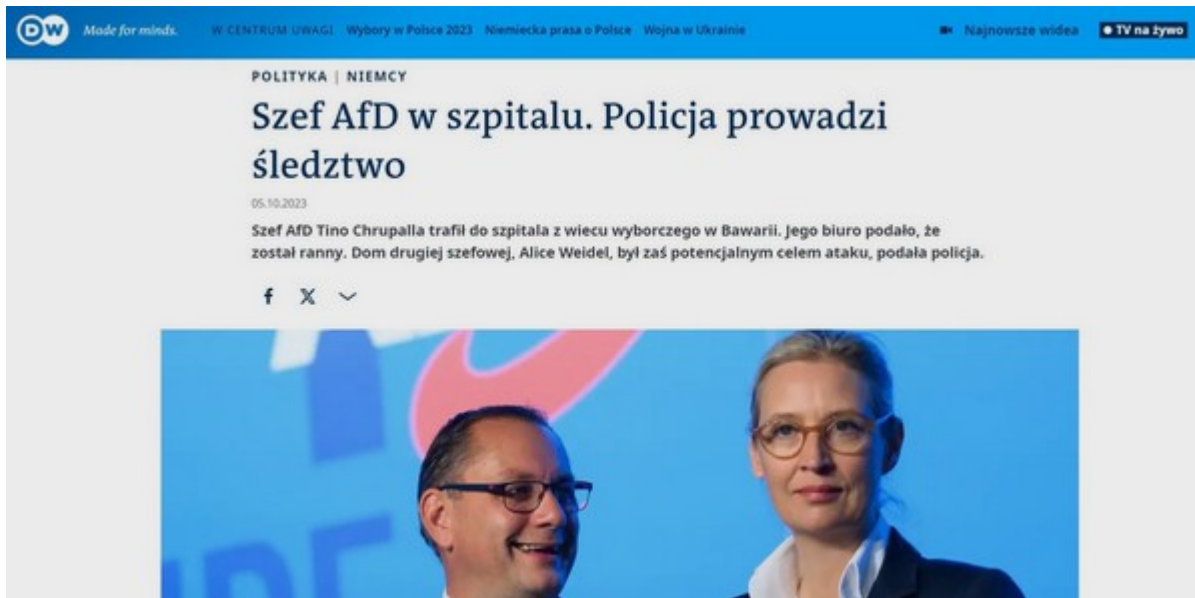 DW Made for minds. W CENTRUM UWAGI Wybory w Polsce 2023 Niemiecka prasa o Polsce Wojna w Ukrainie Najnowsze widea TV na żywo
POLITYKA | NIEMCY
Szef AfD w szpitalu. Policja prowadzi
śledztwo
05.10.2023
Szef AfD Tino Chrupalla trafił do szpitala z wiecu wyborczego w Bawarii. Jego biuro podało, że
został ranny. Dom drugiej szefowej, Alice Weidel, był zaś potencjalnym celem ataku, podała policja.